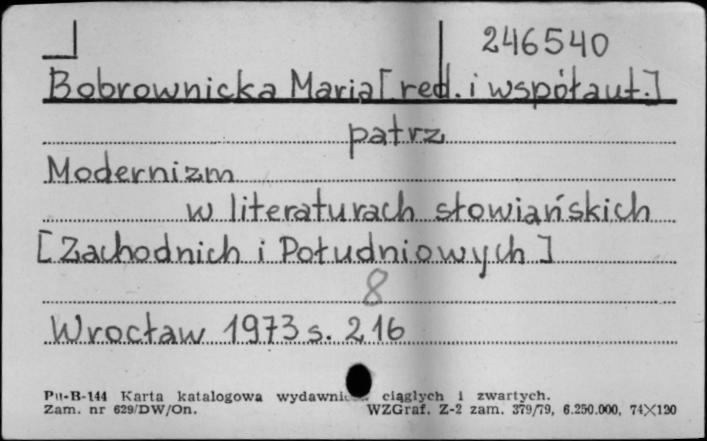 246540
Bobrownicka Maria [red. i współaut.]
patrz
Modernizm
w literaturach słowiańskich
[Zachodnich i Południowych]
8
Wrocław 1973 s. 216
Pu-B-144 Karta katalogowa ciągłych i zwartych.
Zam. nr 629/DW/On. WZGraf. Z-2 zam. 379/79, 6.250.000, 74×120